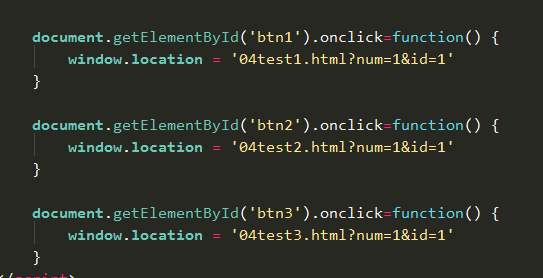 document.getElementById('btn1').onclick=function() {
window.location = '04test1.html?num=1&id=1'
}
document.getElementById('btn2').onclick=function() {
window.location = '04test2.html?num=1&id=1'
}
document.getElementById('btn3').onclick=function() {
window.location = '04test3.html?num=1&id=1'
}
</script>